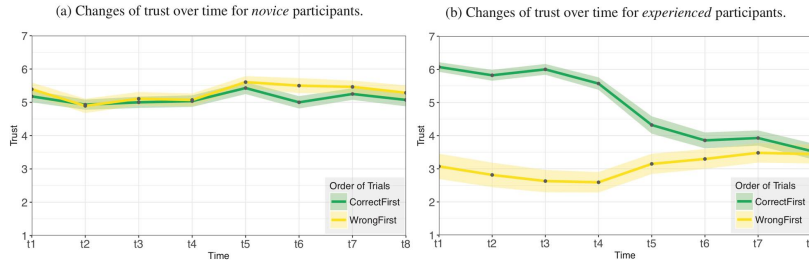 (a) Changes of trust over time for novice participants.
7
6
5
4
3
2
1
Trust
t1 t2 t3 t4 t5 t6 t7 t8
Time
Order of Trials
CorrectFirst
WrongFirst
(b) Changes of trust over time for experienced participants.
7
6
5
4
3
2
1
Trust
t1 t2 t3 t4 t5 t6 t7
Time
Order of Trials
CorrectFirst
WrongFirst